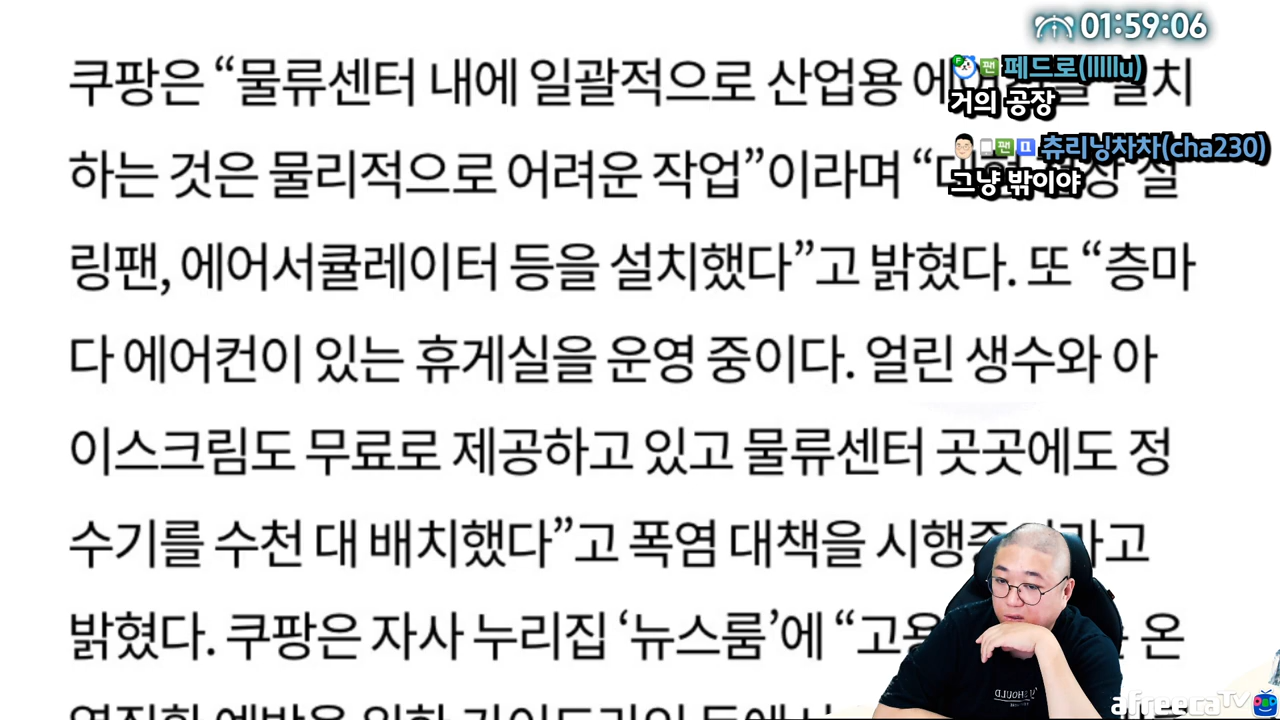 01:59:06
쿠팡은 “물류센터 내에 일괄적으로 산업용
페드로(lllllu)
거의 공장
하는 것은 물리적으로 어려운 작업”이라며
츄리닝차차(cha230)
그냥 밖이야
링팬, 에어서큘레이터 등을 설치했다”고 밝혔다. 또 “층마
다 에어컨이 있는 휴게실을 운영 중이다. 얼린 생수와 아
이스크림도 무료로 제공하고 있고 물류센터 곳곳에도 정
수기를 수천 대 배치했다”고 폭염 대책을
밝혔다. 쿠팡은 자사 누리집 ‘뉴스룸’에 온
afreecaTV